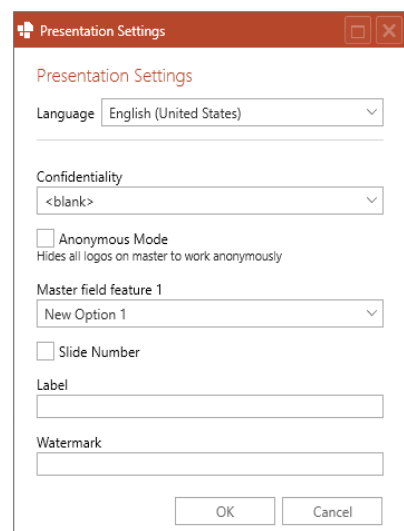 Presentation Settings
Presentation Settings
Language English (United States)
Confidentiality
<blank>
Anonymous Mode
Hides all logos on master to work anonymously
Master field feature 1
New Option 1
Slide Number
Label
Watermark
OK Cancel